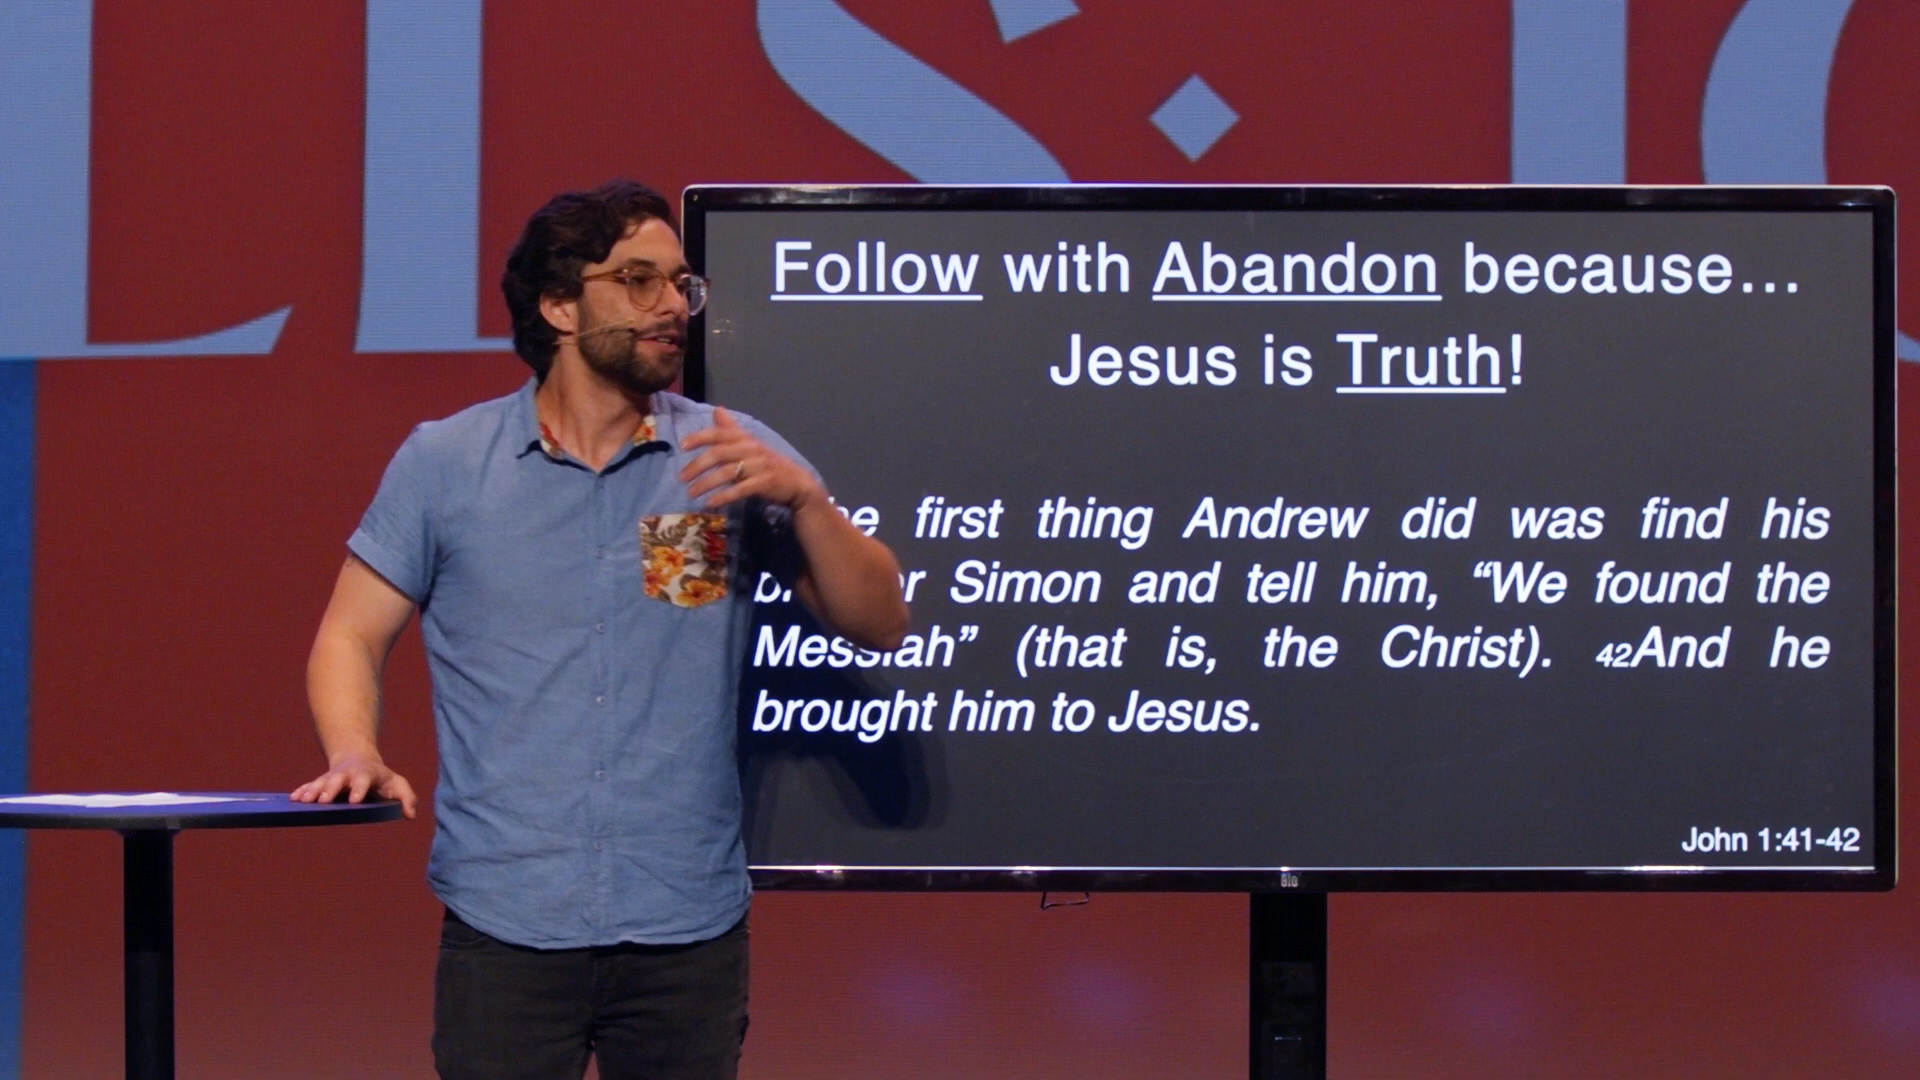 Follow with Abandon because...
Jesus is Truth!
first thing Andrew did was find his
Simon and tell him, “We found the
Messiah” (that is, the Christ). 42And he
brought him to Jesus.
John 1:41-42
elo